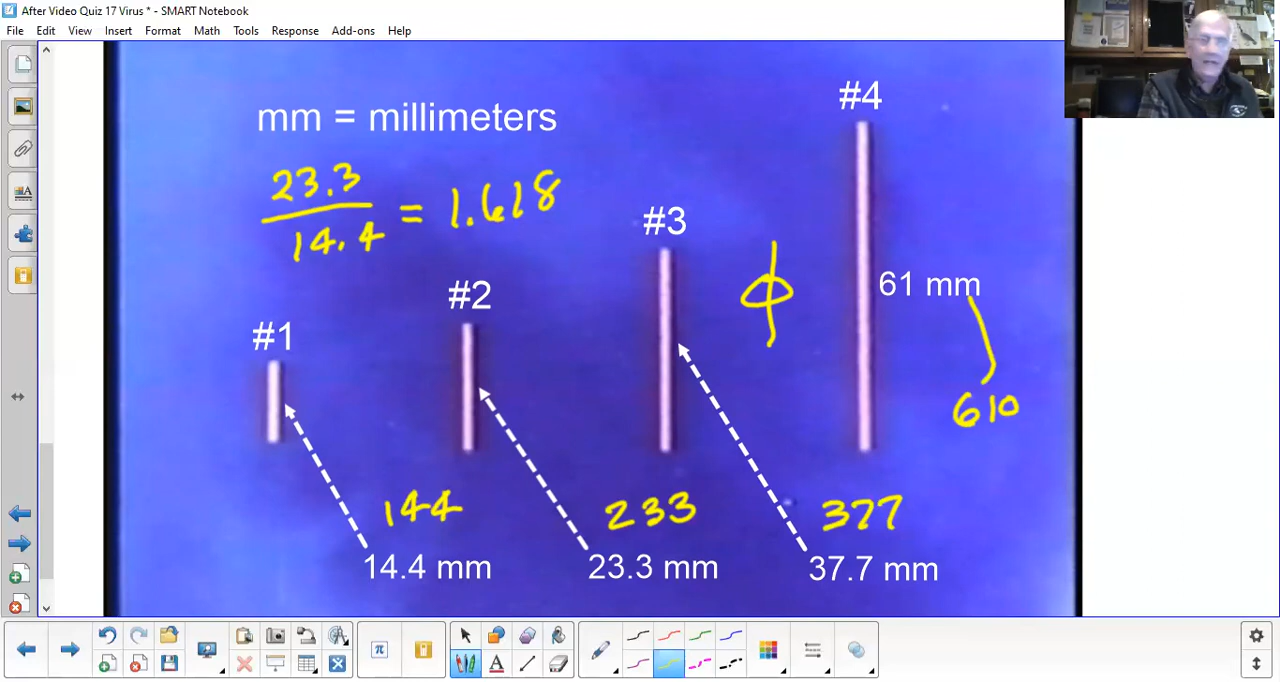 After Video Quiz 17 Virus * - SMART Notebook
File Edit View Insert Format Math Tools Response Add-ons Help
mm = millimeters
23.3
14.4
= 1.618
#1
#2
#3
#4
ϕ
61 mm
610
144
233
377
14.4 mm
23.3 mm
37.7 mm
π
A